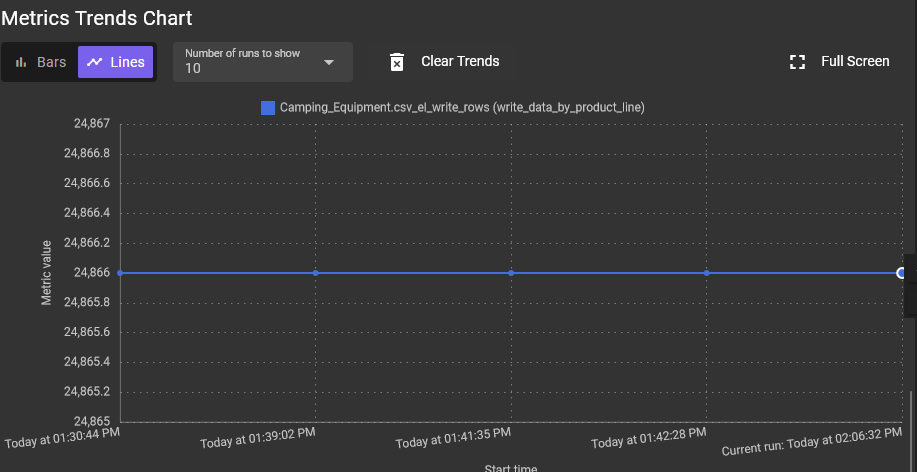 Metrics Trends Chart
Bars
Lines
Number of runs to show
10
Clear Trends
Full Screen
Camping_Equipment.csv_el_write_rows (write_data_by_product_line)
Metric value
24,867
24,866.8
24,866.6
24,866.4
24,866.2
24,866
24,865.8
24,865.6
24,865.4
24,865.2
24,865
Today at 01:30:44 PM
Today at 01:39:02 PM
Today at 01:41:35 PM
Today at 01:42:28 PM
Current run: Today at 02:06:32 PM
Start time